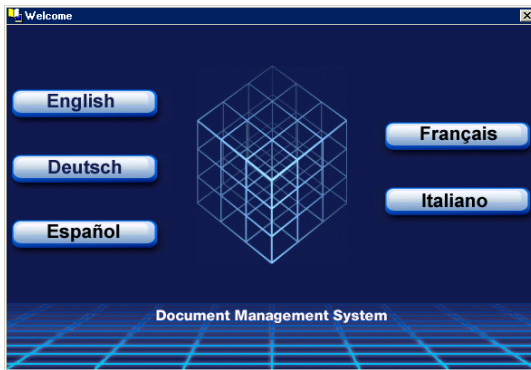 Welcome
English
Deutsch
Español
Français
Italiano
Document Management System